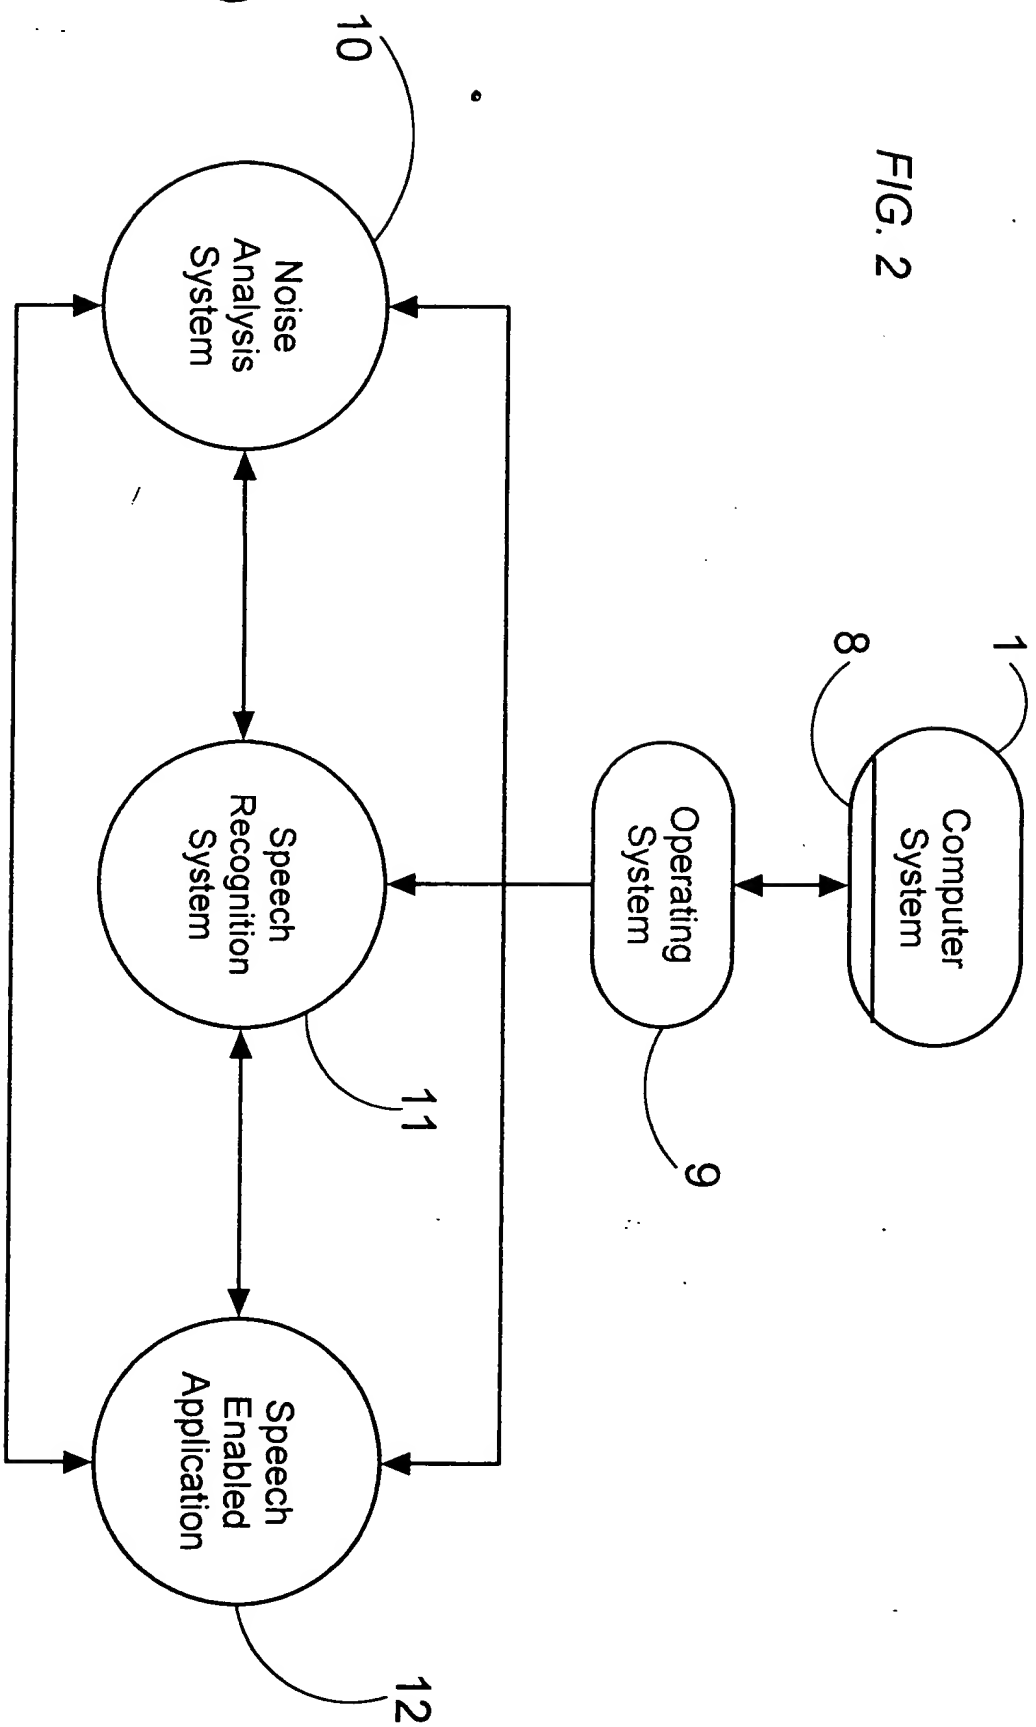 FIG. 2
1
Computer
System
8
Operating
System
9
10
Noise
Analysis
System
Speech
Recognition
System
11
Speech
Enabled
Application
12